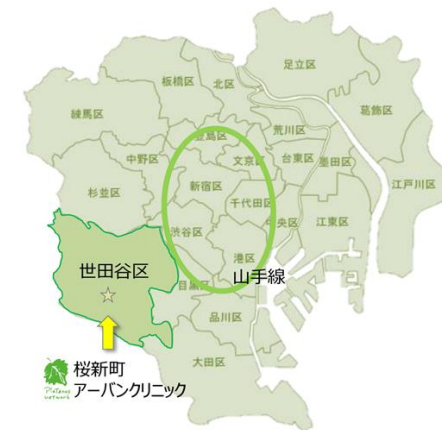 足立区
北区
板橋区
葛飾区
練馬区
荒川区
豊島区
中野区
文京区
台東区
墨田区
江戸川区
新宿区
杉並区
千代田区
中央区
江東区
渋谷区
港区
世田谷区
山手線
目黒区
品川区
大田区
桜新町
アーバンクリニック
Platanus
network